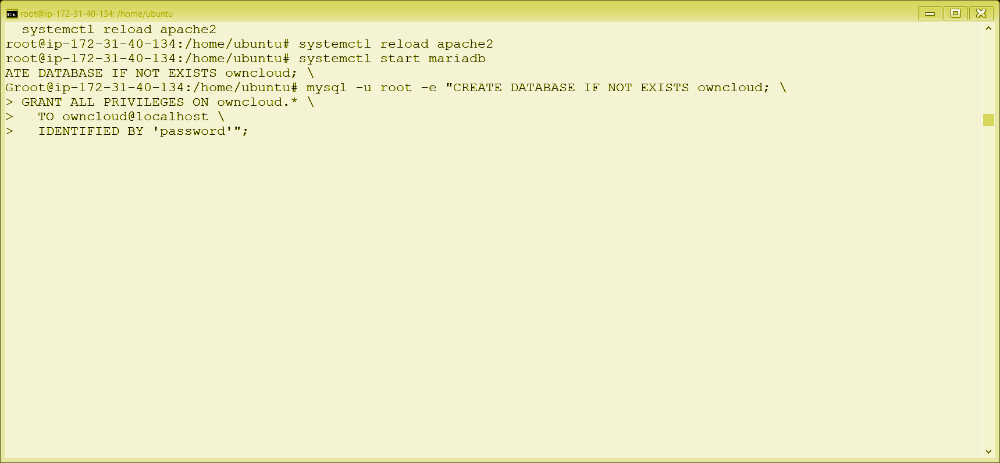 root@ip-172-31-40-134: /home/ubuntu
  systemctl reload apache2
root@ip-172-31-40-134:/home/ubuntu# systemctl reload apache2
root@ip-172-31-40-134:/home/ubuntu# systemctl start mariadb
ATE DATABASE IF NOT EXISTS owncloud; \
Groot@ip-172-31-40-134:/home/ubuntu# mysql -u root -e "CREATE DATABASE IF NOT EXISTS owncloud; \
> GRANT ALL PRIVILEGES ON owncloud.* \
>   TO owncloud@localhost \
>   IDENTIFIED BY 'password'";